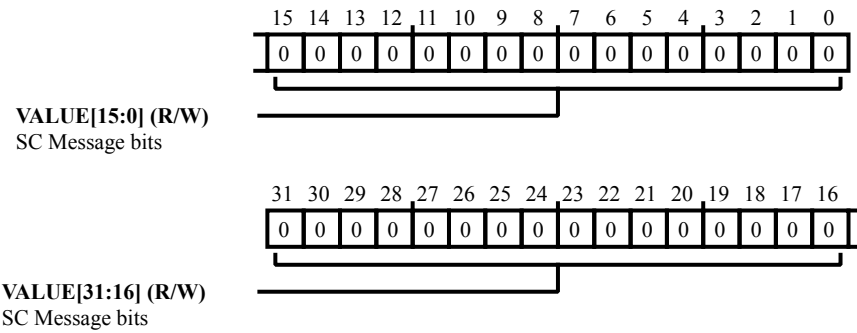 15 14 13 12 11 10 9 8 7 6 5 4 3 2 1 0
0 0 0 0 0 0 0 0 0 0 0 0 0 0 0 0
VALUE[15:0] (R/W)
SC Message bits
31 30 29 28 27 26 25 24 23 22 21 20 19 18 17 16
0 0 0 0 0 0 0 0 0 0 0 0 0 0 0 0
VALUE[31:16] (R/W)
SC Message bits